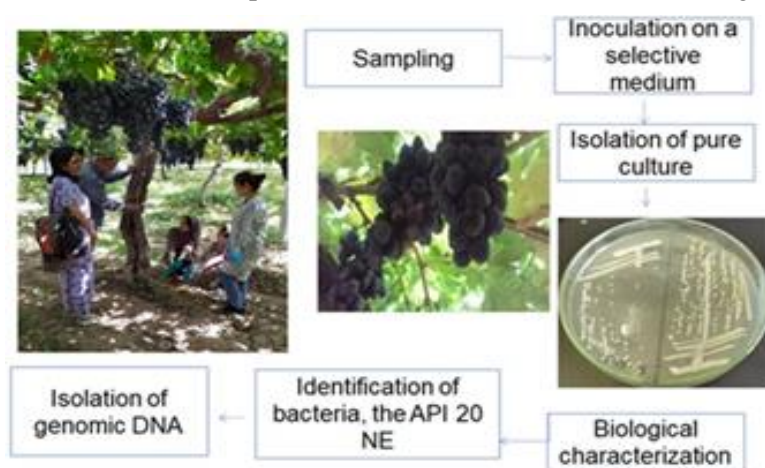 Sampling
Inoculation on a
selective
medium
Isolation of pure
culture
Biological
characterization
Identification of
bacteria, the API 20
NE
Isolation of
genomic DNA